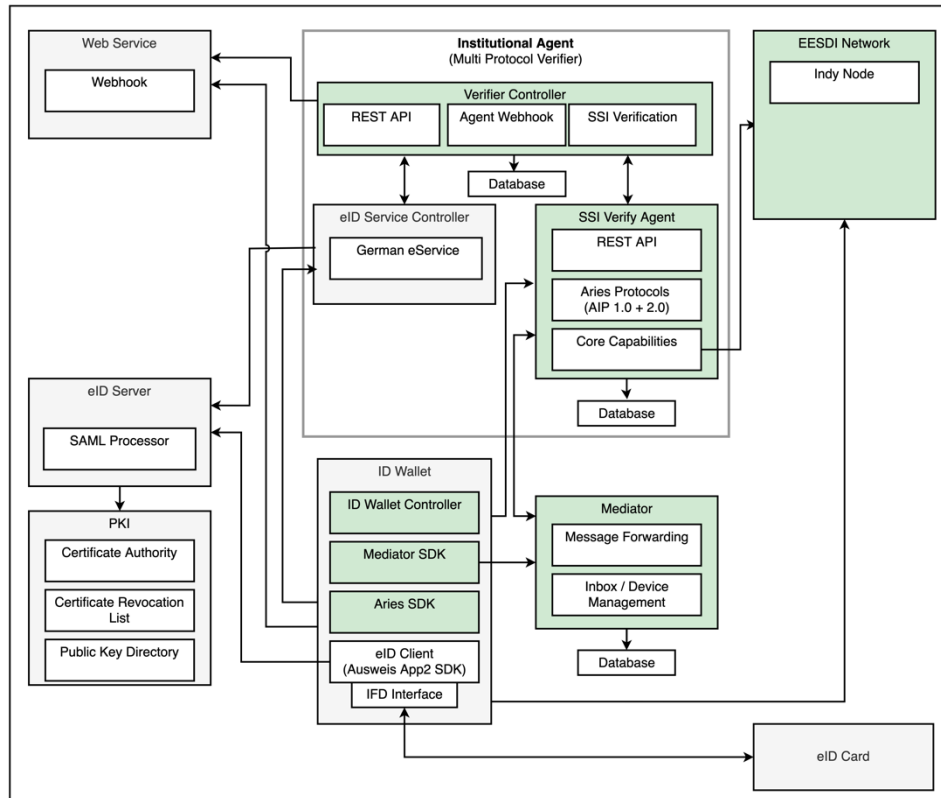 Web Service
Webhook
Institutional Agent
(Multi Protocol Verifier)
Verifier Controller
REST API
Agent Webhook
SSI Verification
Database
EESDI Network
Indy Node
eID Service Controller
German eService
SSI Verify Agent
REST API
Aries Protocols
(AIP 1.0 + 2.0)
Core Capabilities
Database
eID Server
SAML Processor
PKI
Certificate Authority
Certificate Revocation
List
Public Key Directory
ID Wallet
ID Wallet Controller
Mediator SDK
Aries SDK
eID Client
(Ausweis App2 SDK)
IFD Interface
Mediator
Message Forwarding
Inbox / Device
Management
Database
eID Card